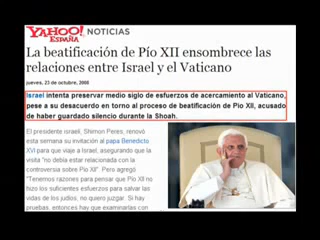 YAHOO! NOTICIAS
ESPAÑA
La beatificación de Pío XII ensombrece las
relaciones entre Israel y el Vaticano
jueves, 23 de octubre, 2008
Israel intenta preservar medio siglo de esfuerzos de acercamiento al Vaticano,
pese a su desacuerdo en torno al proceso de beatificación de Pío XII, acusado
de haber guardado silencio durante la Shoah.
El presidente israelí, Shimon Peres, renovó
esta semana su invitación al papa Benedicto
XVI para que viaje a Israel, asegurando que la
visita "no debía estar relacionada con la
controversia sobre Pío XII". Pero agregó
"Tenemos razones para pensar que Pío XII no
hizo los suficientes esfuerzos para salvar las
vidas de los judíos, no quiero juzgar. Si hay
pruebas, entonces hay que examinarlas con